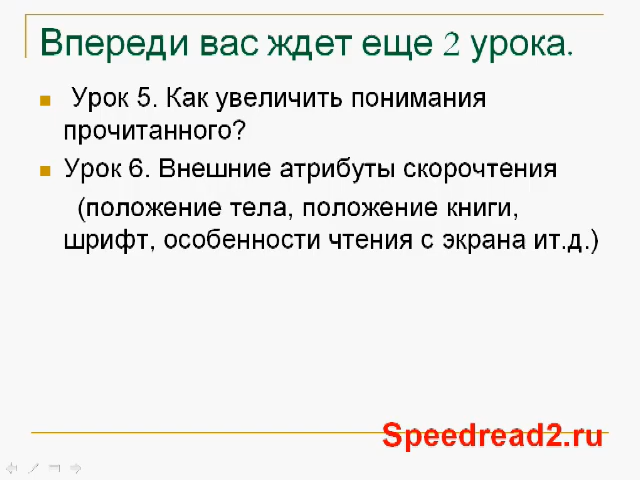 Впереди вас ждет еще 2 урока.
Урок 5. Как увеличить понимания
прочитанного?
Урок 6. Внешние атрибуты скорочтения
(положение тела, положение книги,
шрифт, особенности чтения с экрана ит.д.)
Speedread2.ru